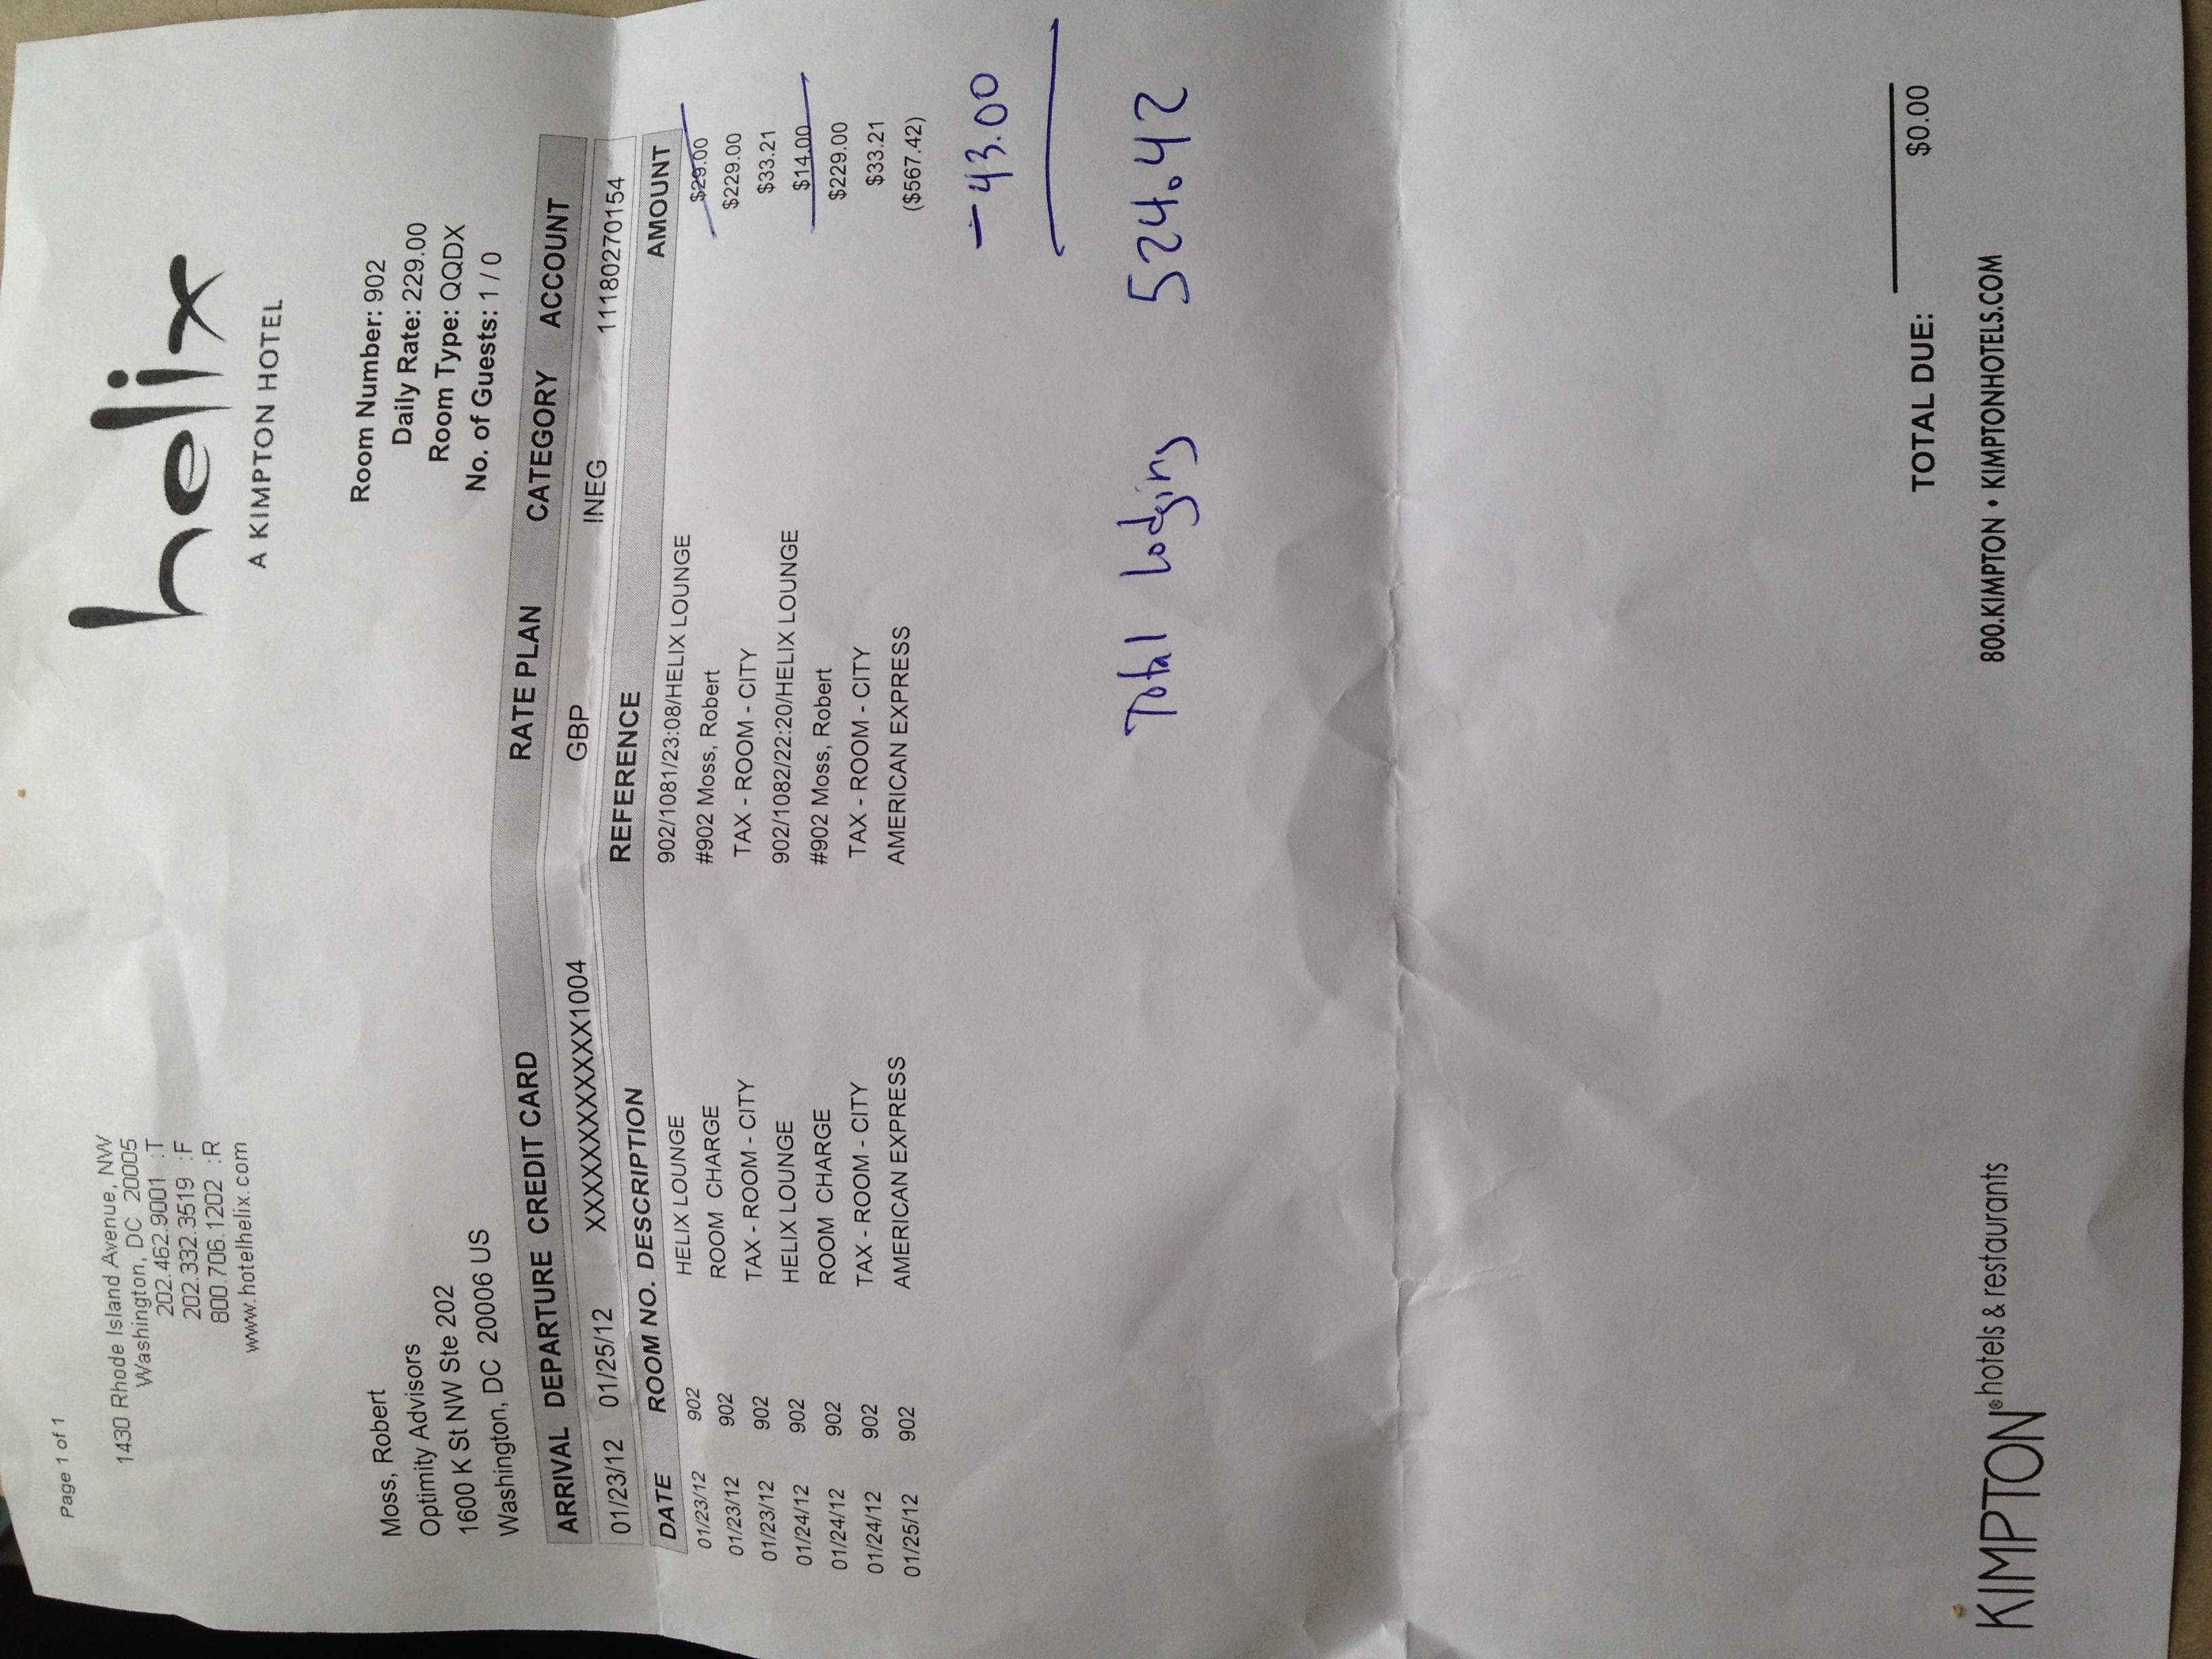 Page 1 of 1
1430 Rhode Island Avenue, NW
Washington, DC 20005
202.462.9001 :T
202.332.3519 :F
800.706.1202 :R
www.hotelhelix.com
helix
A KIMPTON HOTEL
Moss, Robert
Optimity Advisors
1600 K St NW Ste 202
Washington, DC 20006 US
Room Number: 902
Daily Rate: 229.00
Room Type: QQDX
No. of Guests: 1 / 0
ARRIVAL DEPARTURE CREDIT CARD RATE PLAN CATEGORY ACCOUNT
01/23/12 01/25/12 XXXXXXXXXXXX1004 GBP INEG 11180270154
DATE ROOM NO. DESCRIPTION REFERENCE AMOUNT
01/23/12 902 HELIX LOUNGE 902/1081/23:08/HELIX LOUNGE $29.00
01/23/12 902 ROOM CHARGE #902 Moss, Robert $229.00
01/23/12 902 TAX - ROOM - CITY TAX - ROOM - CITY $33.21
01/24/12 902 HELIX LOUNGE 902/1082/22:20/HELIX LOUNGE $14.00
01/24/12 902 ROOM CHARGE #902 Moss, Robert $229.00
01/24/12 902 TAX - ROOM - CITY TAX - ROOM - CITY $33.21
01/25/12 902 AMERICAN EXPRESS AMERICAN EXPRESS ($567.42)
- 43.00
Total lodging 524.42
TOTAL DUE: $0.00
KIMPTON® hotels & restaurants
800.KIMPTON • KIMPTONHOTELS.COM